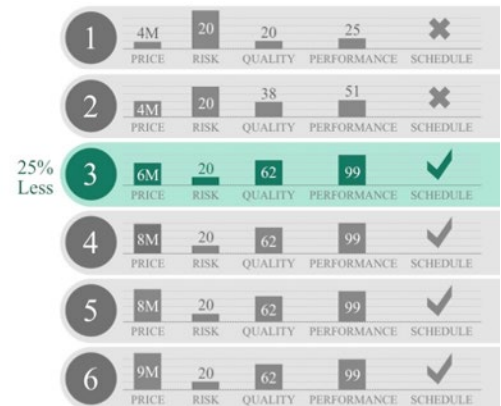 1 4M 20 20 25
PRICE RISK QUALITY PERFORMANCE SCHEDULE
2 4M 20 38 51
PRICE RISK QUALITY PERFORMANCE SCHEDULE
25%
Less
3 6M 20 62 99
PRICE RISK QUALITY PERFORMANCE SCHEDULE
4 8M 20 62 99
PRICE RISK QUALITY PERFORMANCE SCHEDULE
5 8M 20 62 99
PRICE RISK QUALITY PERFORMANCE SCHEDULE
6 9M 20 62 99
PRICE RISK QUALITY PERFORMANCE SCHEDULE